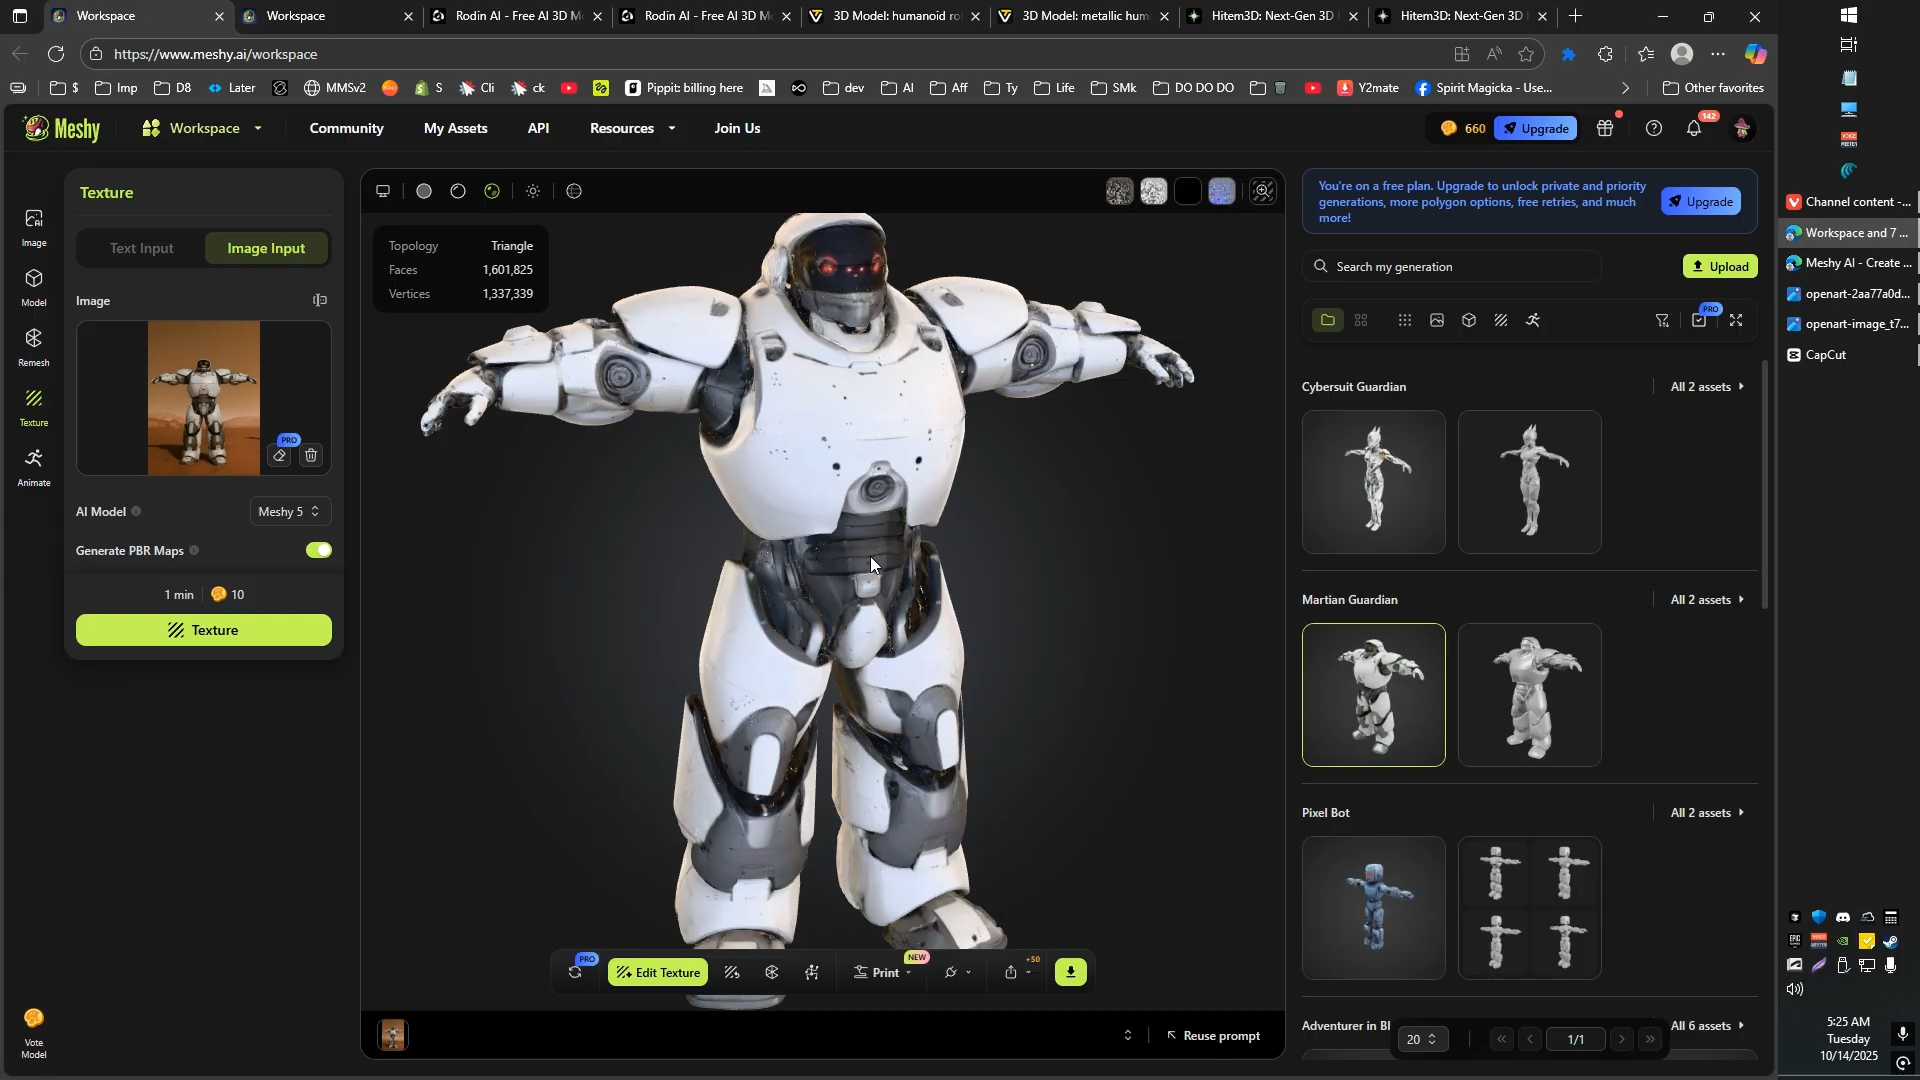 Workspace
Workspace
Rodin AI - Free AI 3D M
Rodin AI - Free AI 3D M
3D Model: humanoid ro
3D Model: metallic hum
Hitem3D: Next-Gen 3D
Hitem3D: Next-Gen 3D
https://www.meshy.ai/workspace
$
Imp
D8
Later
MMSv2
S
Cli
ck
Pippit: billing here
dev
AI
Aff
Ty
Life
SMk
DO DO DO
Y2mate
Spirit Magicka - Use...
Other favorites
Meshy
Workspace
Community
My Assets
API
Resources
Join Us
660
Upgrade
142
Image
Model
Remesh
Texture
Animate
Vote
Model
Texture
Text Input
Image Input
Image
PRO
AI Model
Meshy 5
Generate PBR Maps
1 min
10
Texture
Topology Triangle
Faces 1,601,825
Vertices 1,337,339
PRO
Edit Texture
Print
NEW
+50
Reuse prompt
You're on a free plan. Upgrade to unlock private and priority
generations, more polygon options, free retries, and much
more!
Upgrade
Search my generation
Upload
PRO
Cybersuit Guardian
All 2 assets
Martian Guardian
All 2 assets
Pixel Bot
All 2 assets
Adventurer in Bl
All 6 assets
20
1/1
Channel content -...
Workspace and 7 ...
Meshy AI - Create ...
openart-2aa77a0d...
openart-image_t7...
CapCut
5:25 AM
Tuesday
10/14/2025